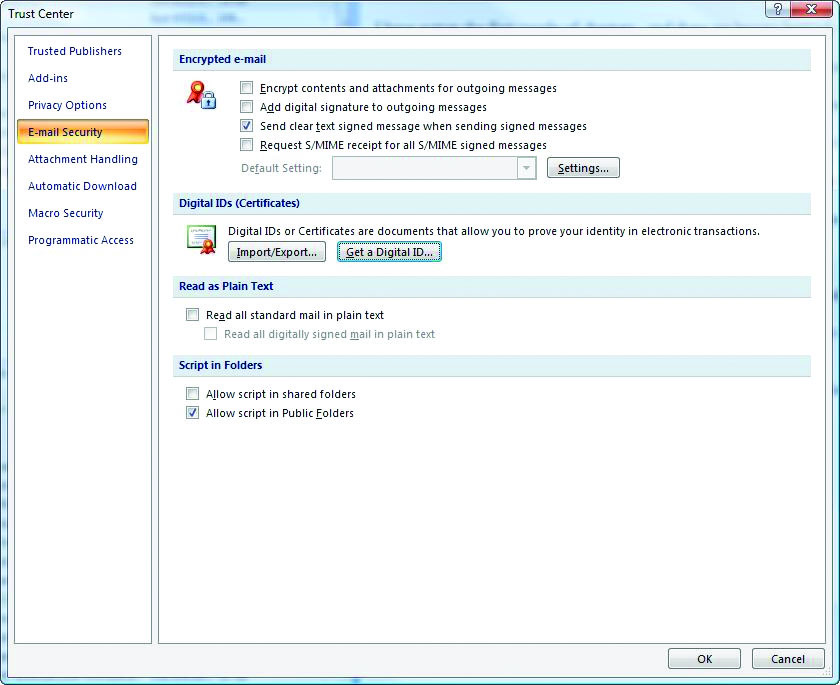 Trust Center
Trusted Publishers
Add-ins
Privacy Options
E-mail Security
Attachment Handling
Automatic Download
Macro Security
Programmatic Access
Encrypted e-mail
Encrypt contents and attachments for outgoing messages
Add digital signature to outgoing messages
Send clear text signed message when sending signed messages
Request S/MIME receipt for all S/MIME signed messages
Default Setting:
Settings...
Digital IDs (Certificates)
Digital IDs or Certificates are documents that allow you to prove your identity in electronic transactions.
Import/Export...
Get a Digital ID...
Read as Plain Text
Read all standard mail in plain text
Read all digitally signed mail in plain text
Script in Folders
Allow script in shared folders
Allow script in Public Folders
OK
Cancel